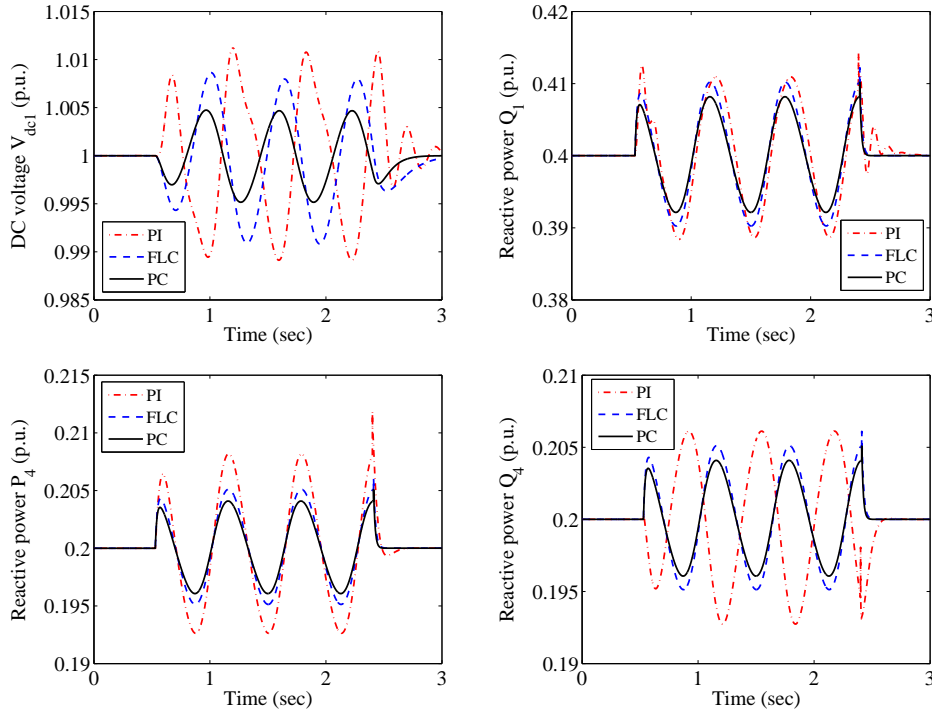 1.015
1.01
1.005
1
0.995
0.99
0.985
DC voltage V_dc1 (p.u.)
PI
FLC
PC
0 1 2 3
Time (sec)
0.42
0.41
0.4
0.39
0.38
Reactive power Q_1 (p.u.)
PI
FLC
PC
0 1 2 3
Time (sec)
0.215
0.21
0.205
0.2
0.195
0.19
Reactive power P_4 (p.u.)
PI
FLC
PC
0 1 2 3
Time (sec)
0.21
0.205
0.2
0.195
0.19
Reactive power Q_4 (p.u.)
PI
FLC
PC
0 1 2 3
Time (sec)